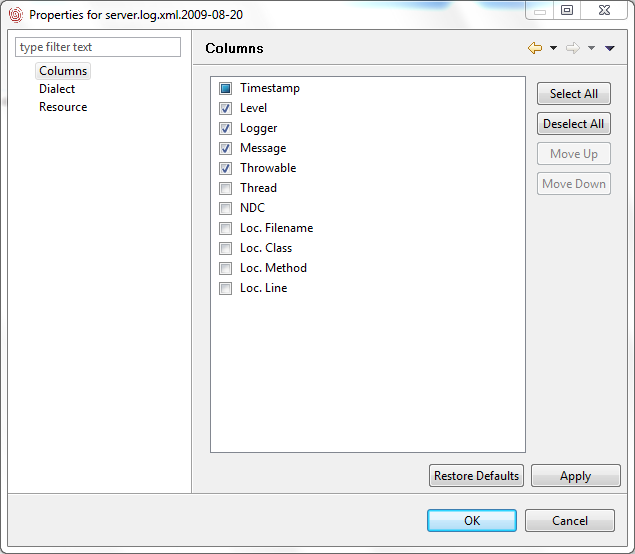 Properties for server.log.xml.2009-08-20
type filter text
Columns
Dialect
Resource
Columns
Timestamp
Level
Logger
Message
Throwable
Thread
NDC
Loc. Filename
Loc. Class
Loc. Method
Loc. Line
Select All
Deselect All
Move Up
Move Down
Restore Defaults
Apply
OK
Cancel